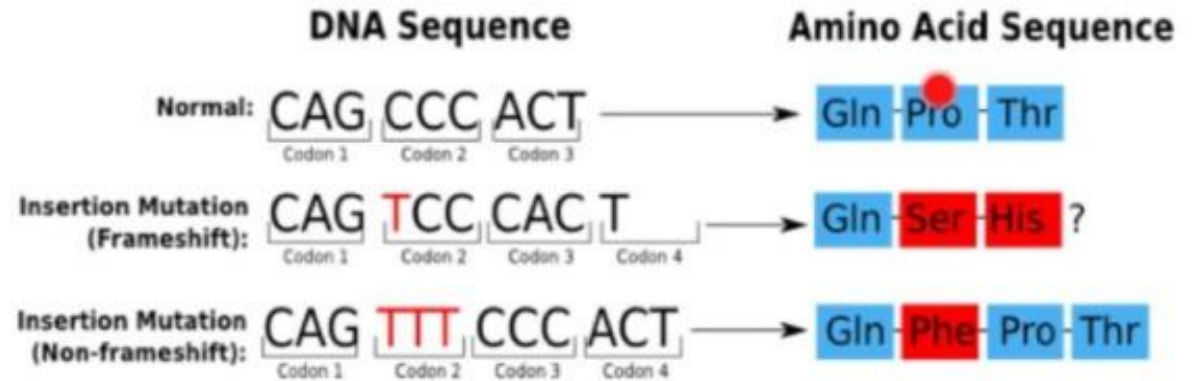 DNA Sequence Amino Acid Sequence
Normal: CAG CCC ACT Gln Pro Thr
Codon 1 Codon 2 Codon 3
Insertion Mutation
(Frameshift): CAG TCC CAC T Gln Ser His ?
Codon 1 Codon 2 Codon 3 Codon 4
Insertion Mutation
(Non-frameshift): CAG TTT CCC ACT Gln Phe Pro Thr
Codon 1 Codon 2 Codon 3 Codon 4